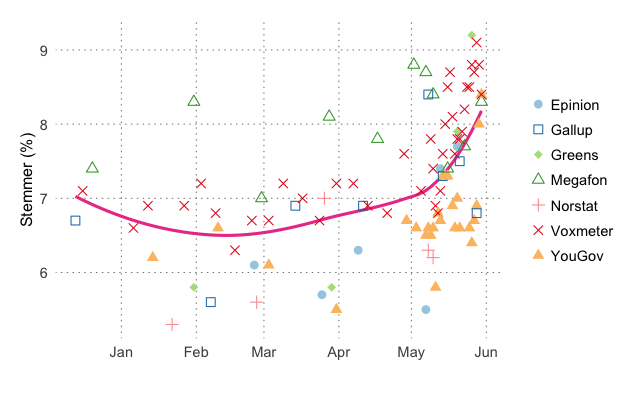 9
8
7
6
Stemmer (%)
Jan Feb Mar Apr May Jun
Epinion
Gallup
Greens
Megafon
Norstat
Voxmeter
YouGov